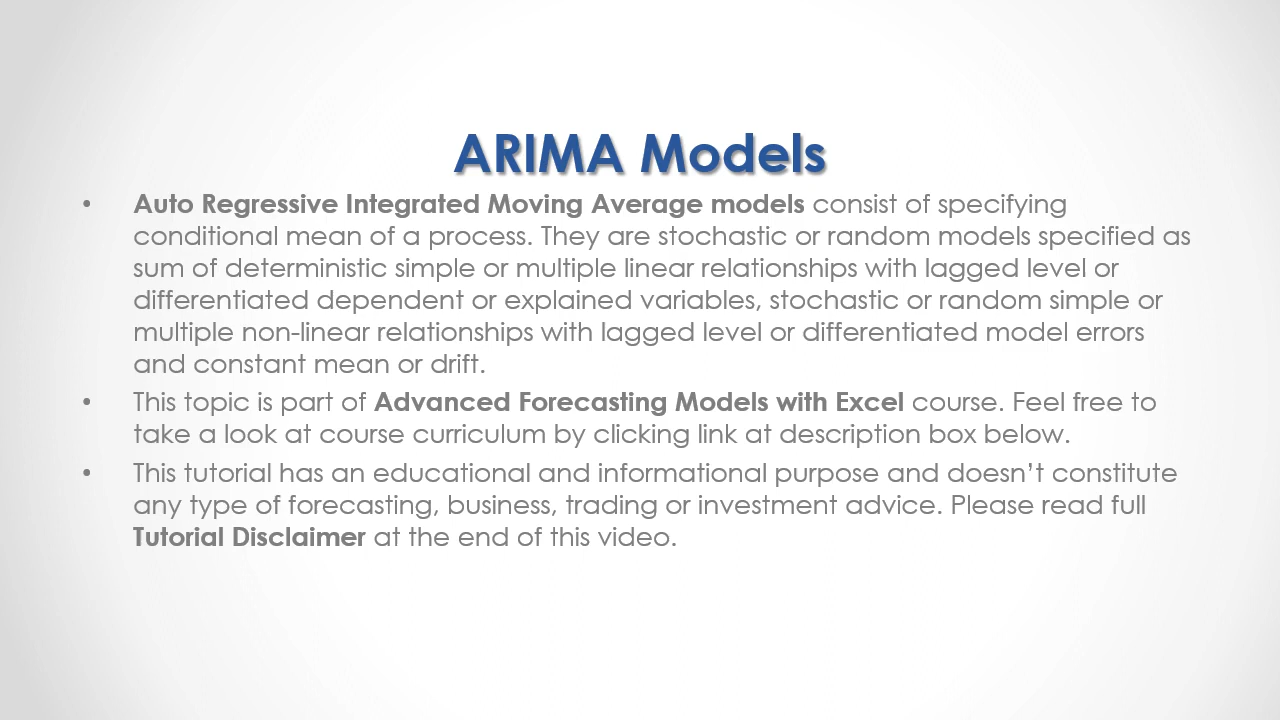 ARIMA Models
• Auto Regressive Integrated Moving Average models consist of specifying
conditional mean of a process. They are stochastic or random models specified as
sum of deterministic simple or multiple linear relationships with lagged level or
differentiated dependent or explained variables, stochastic or random simple or
multiple non-linear relationships with lagged level or differentiated model errors
and constant mean or drift.
• This topic is part of Advanced Forecasting Models with Excel course. Feel free to
take a look at course curriculum by clicking link at description box below.
• This tutorial has an educational and informational purpose and doesn’t constitute
any type of forecasting, business, trading or investment advice. Please read full
Tutorial Disclaimer at the end of this video.